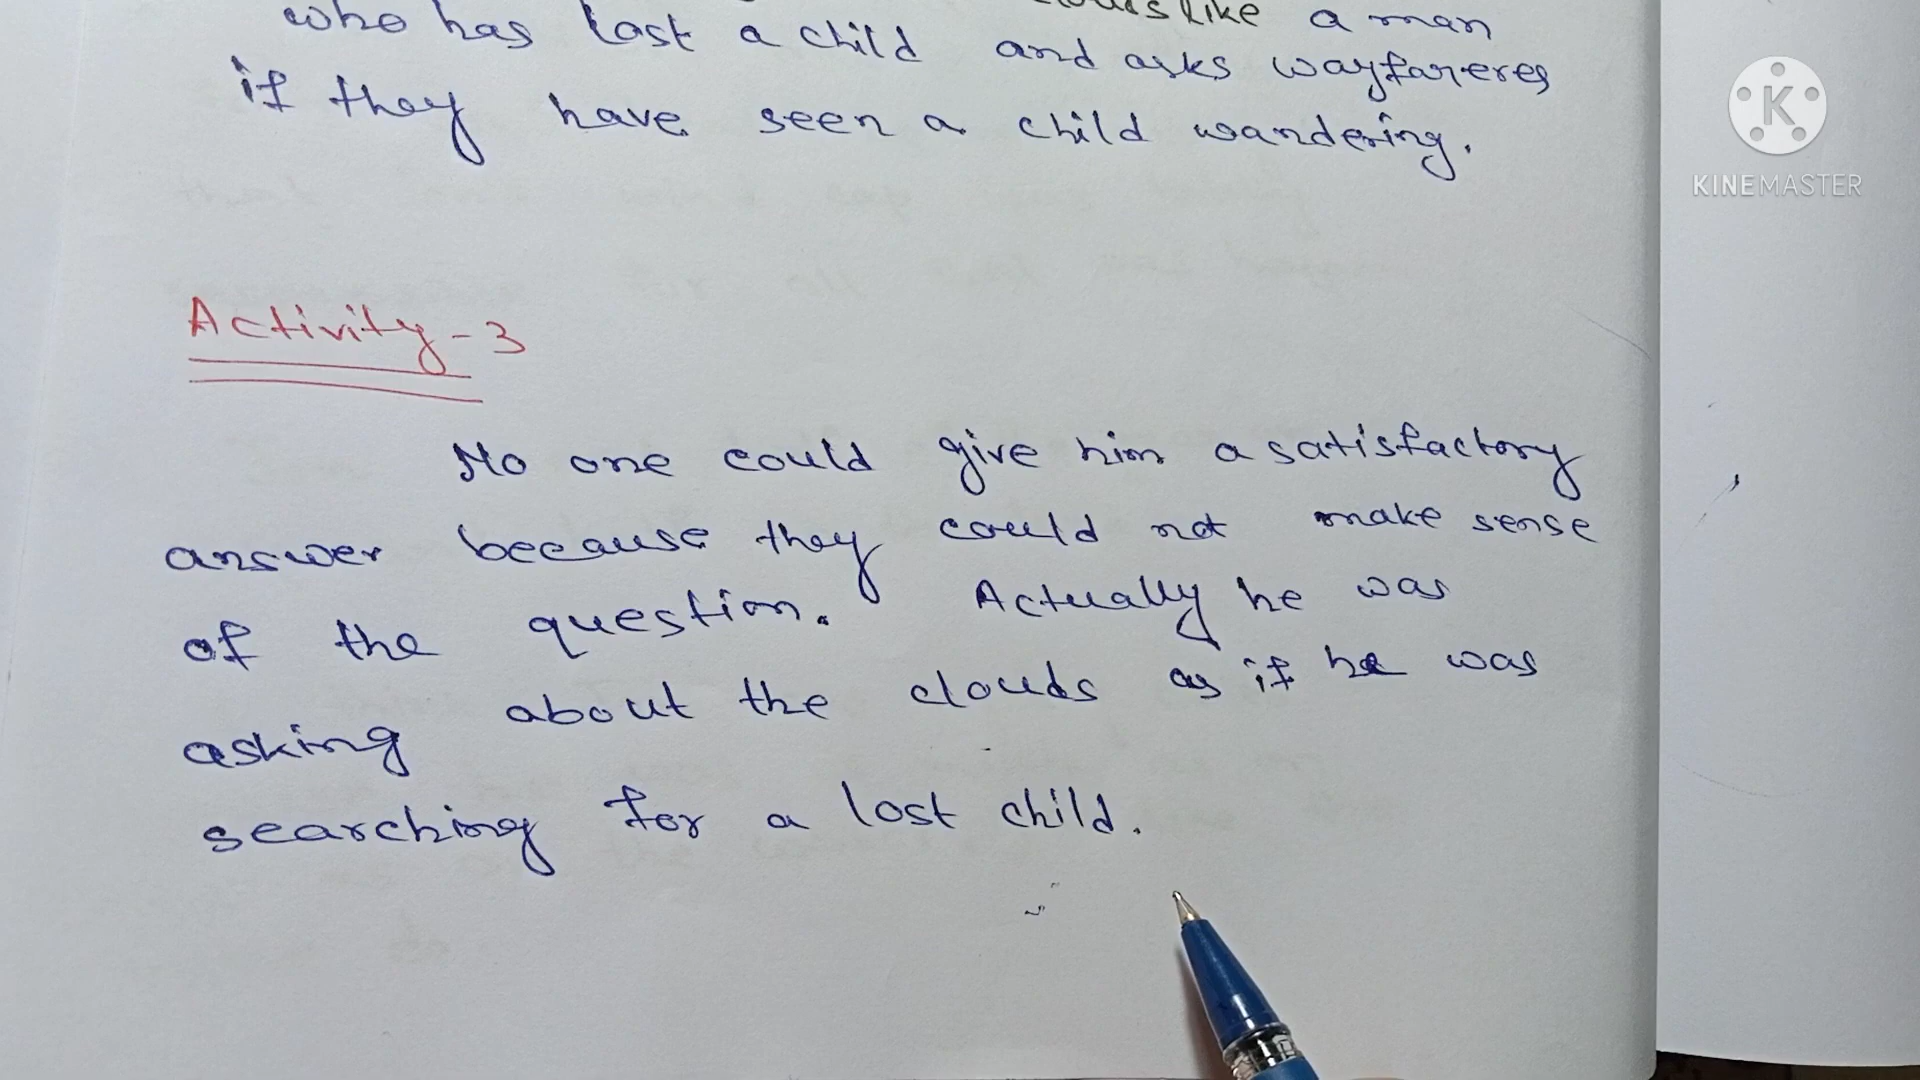 like a man
who has lost a child and asks wayfareres
if they have seen a child wandering.
KINEMASTER
Activity-3
No one could give him a satisfactory
answer because they could not make sense
of the question. Actually he was
asking about the clouds as if he was
searching for a lost child.